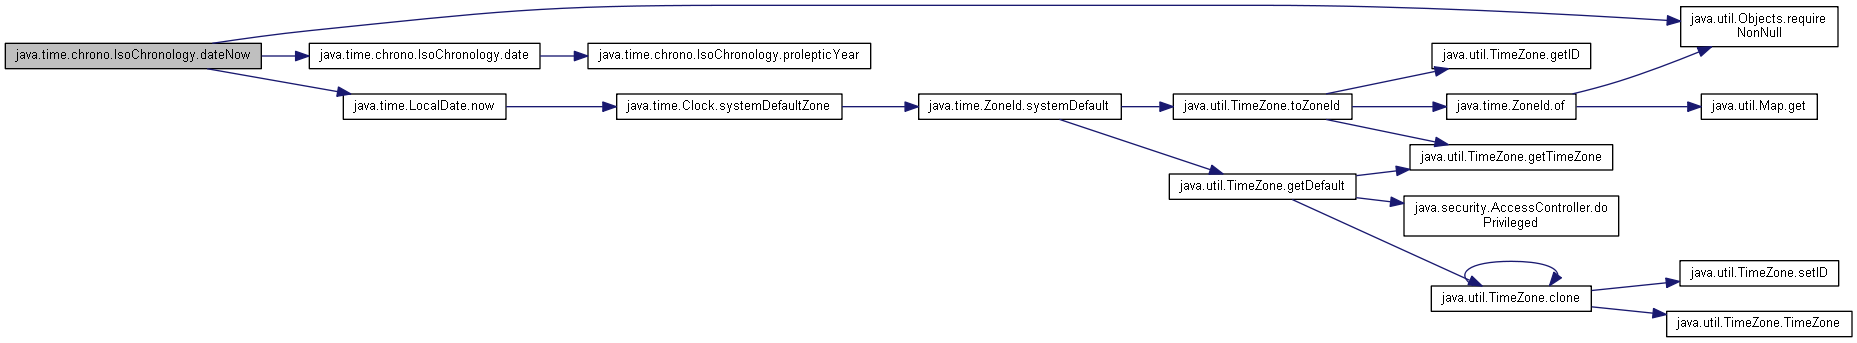 java.time.chrono.IsoChronology.dateNow
java.time.chrono.IsoChronology.date
java.time.chrono.IsoChronology.prolepticYear
java.util.Objects.require
NonNull
java.util.TimeZone.getID
java.time.LocalDate.now
java.time.Clock.systemDefaultZone
java.time.ZoneId.systemDefault
java.util.TimeZone.toZoneId
java.time.ZoneId.of
java.util.Map.get
java.util.TimeZone.getTimeZone
java.util.TimeZone.getDefault
java.security.AccessController.do
Privileged
java.util.TimeZone.clone
java.util.TimeZone.setID
java.util.TimeZone.TimeZone